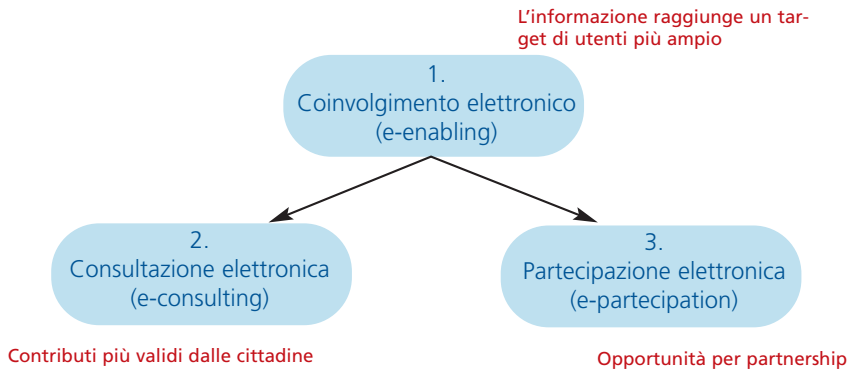 L'informazione raggiunge un tar-
get di utenti più ampio
1.
Coinvolgimento elettronico
(e-enabling)
2.
Consultazione elettronica
(e-consulting)
3.
Partecipazione elettronica
(e-partecipation)
Contributi più validi dalle cittadine
Opportunità per partnership